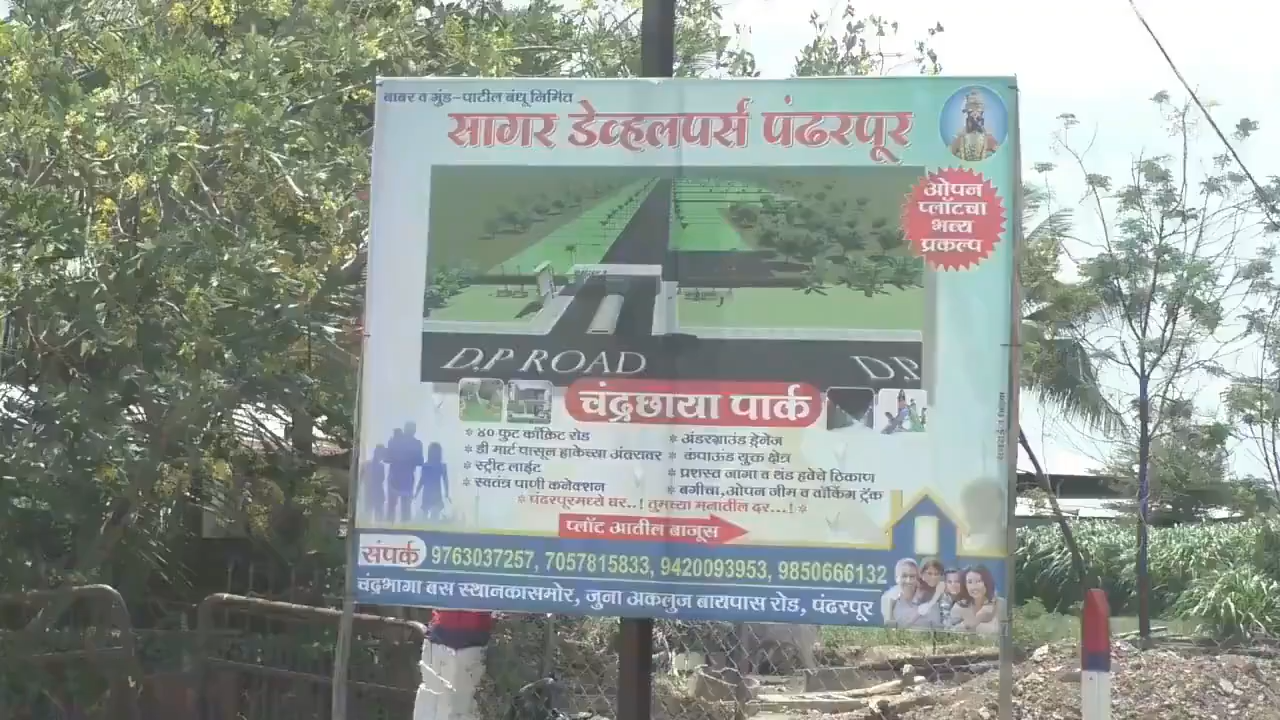 बाबर व गुंड-पाटील बंधू निर्मित
सागर डेव्हलपर्स पंढरपूर
ओपन
प्लॉटचा
भव्य
प्रकल्प
D.P ROAD
D.P
चंद्रछाया पार्क
* ४० फुट काँक्रिट रोड
* डी मार्ट पासून हाकेच्या अंतरावर
* स्ट्रीट लाईट
* स्वतंत्र पाणी कनेक्शन
* अंडरग्राउंड ड्रेनेज
* कंपाऊंड युक्त क्षेत्र
* प्रशस्त जागा व थंड हवेचे ठिकाण
* बगीचा,ओपन जीम व वॉकिंग ट्रॅक
* पंढरपूरमध्ये घर..! तुमच्या मनातील दर...! *
प्लॉट आतील बाजुस
संपर्क 9763037257, 7057815833, 9420093953, 9850666132
चंद्रभागा बस स्थानकासमोर, जुना अकलुज बायपास रोड, पंढरपूर